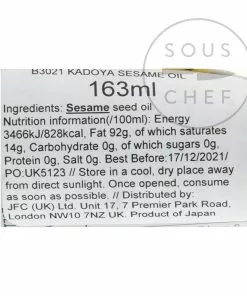 SOUS
CHEF
B3021 KADOYA SESAME OIL
163ml
Ingredients: Sesame seed oil
Nutrition information(/100ml): Energy
3466kJ/828kcal, Fat 92g, of which saturates
14g, Carbohydrate 0g, of which sugars 0g,
Protein 0g, Salt 0g. Best Before:17/12/2021/
PO:UK5123 // Store in a cool, dry place away
from direct sunlight. Once opened, consume
as soon as possible. // Distributed by:
JFC (UK) Ltd. Unit 17, 7 Premier Park Road,
London NW10 7NZ UK. Product of Japan